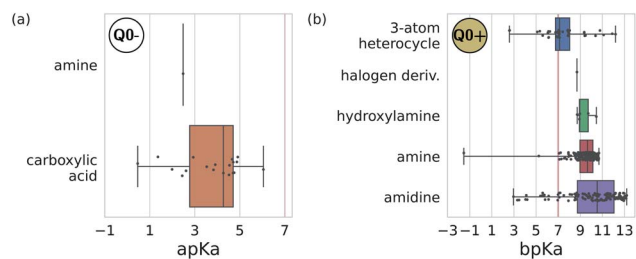 (a)
Q0-
amine
carboxylic
acid
−1 1 3 5 7
apKa
(b)
Q0+
3-atom
heterocycle
halogen deriv.
hydroxylamine
amine
amidine
−3 −1 1 3 5 7 9 11 13
bpKa